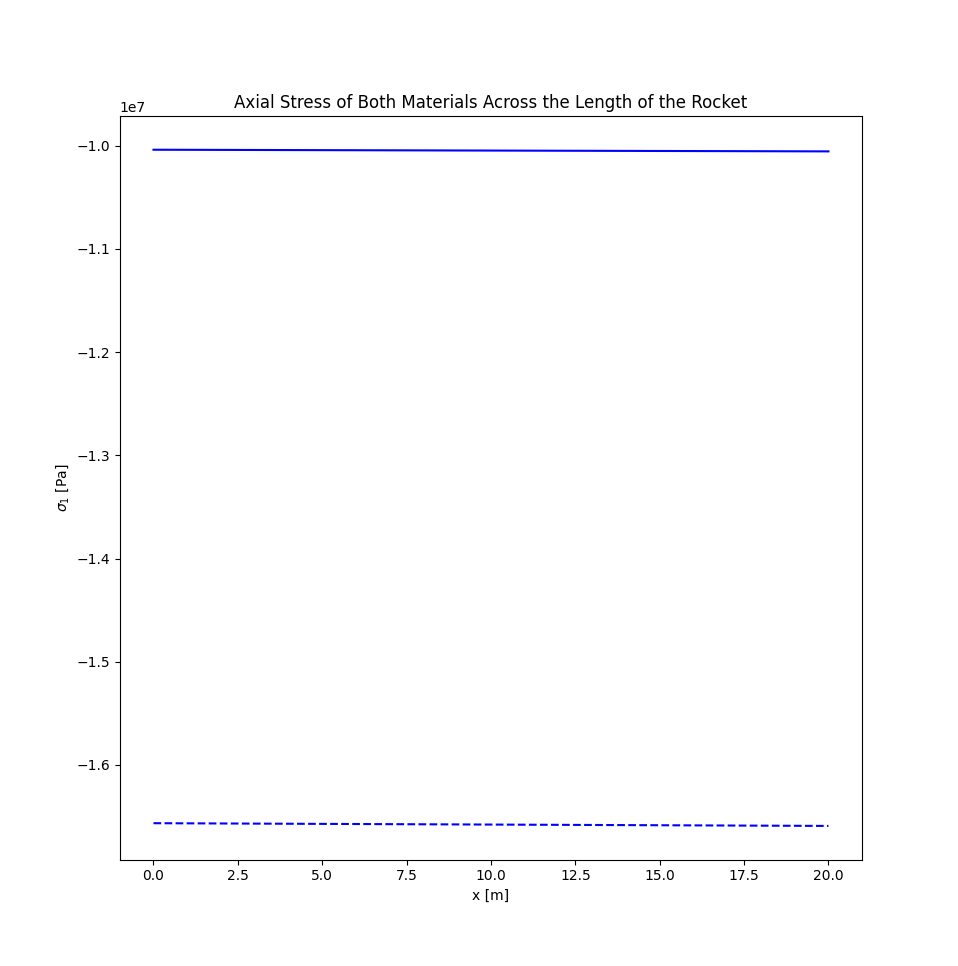 Axial Stress of Both Materials Across the Length of the Rocket
1e7
−1.0
−1.1
−1.2
−1.3
−1.4
−1.5
−1.6
σ₁ [Pa]
0.0 2.5 5.0 7.5 10.0 12.5 15.0 17.5 20.0
x [m]